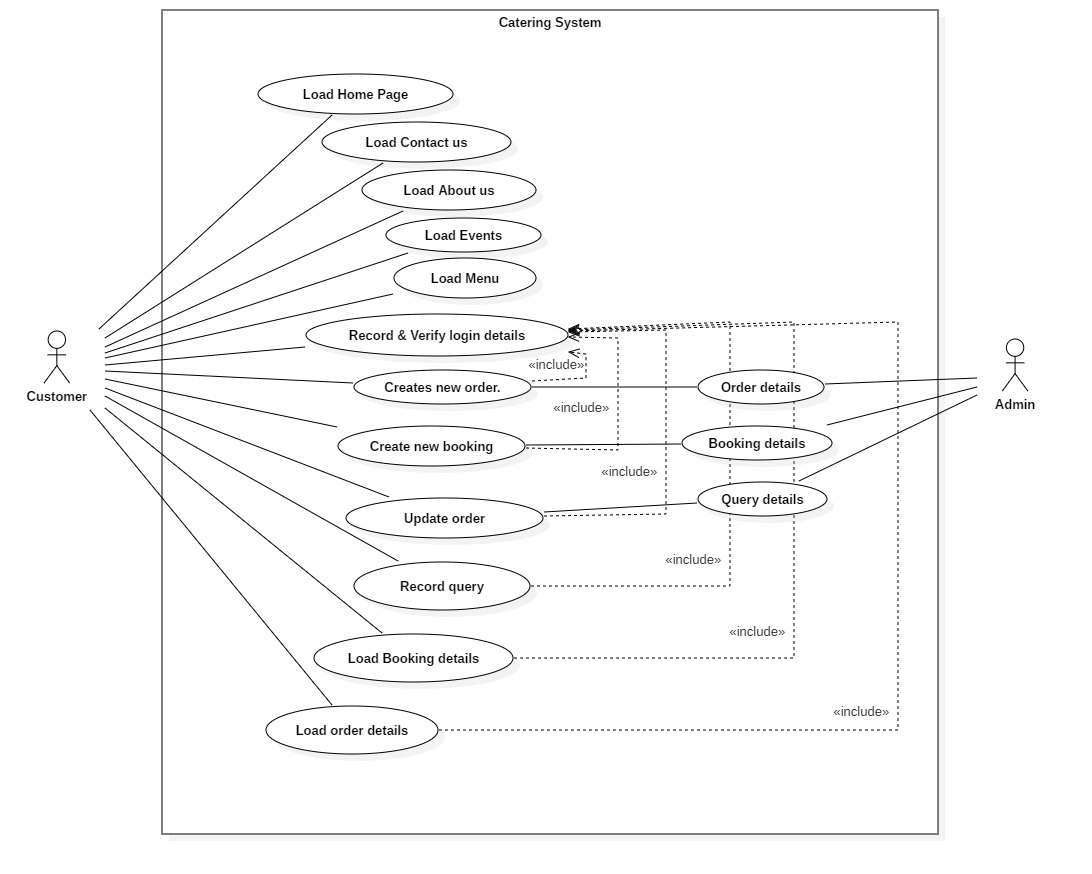 Catering System
Load Home Page
Load Contact us
Load About us
Load Events
Load Menu
Record & Verify login details
«include»
Creates new order.
Order details
Customer
Admin
«include»
Create new booking
Booking details
«include»
Query details
Update order
«include»
Record query
«include»
Load Booking details
«include»
Load order details